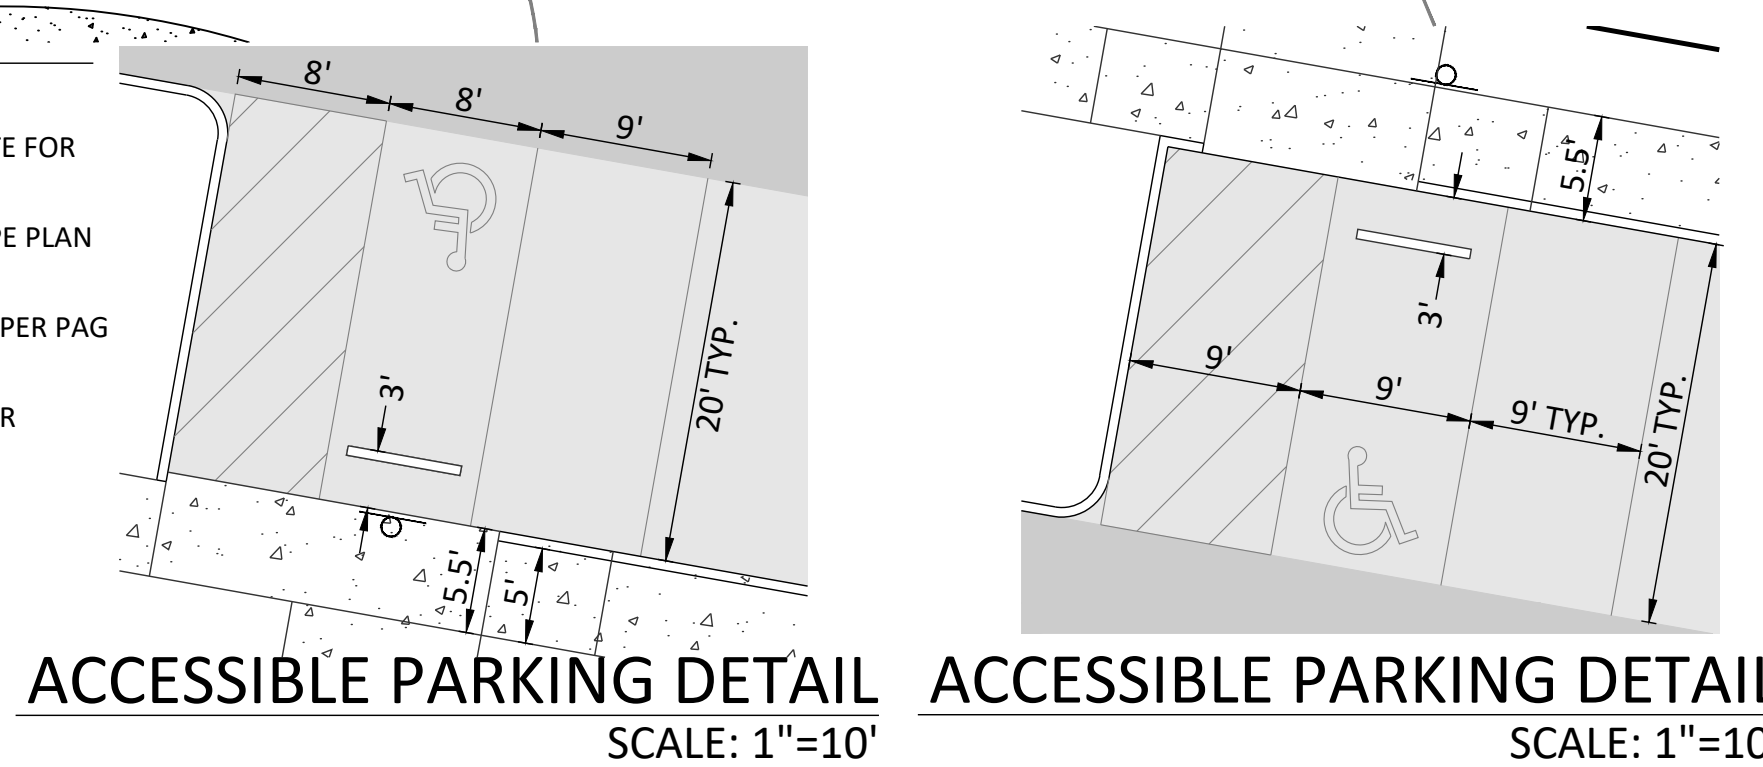 E FOR
PE PLAN
PER PAG
R
8'
8'
9'
20' TYP.
3'
5.5'
5'
ACCESSIBLE PARKING DETAIL
SCALE: 1"=10'
5.5'
3'
9'
9'
9' TYP.
20' TYP.
ACCESSIBLE PARKING DETAIL
SCALE: 1"=10